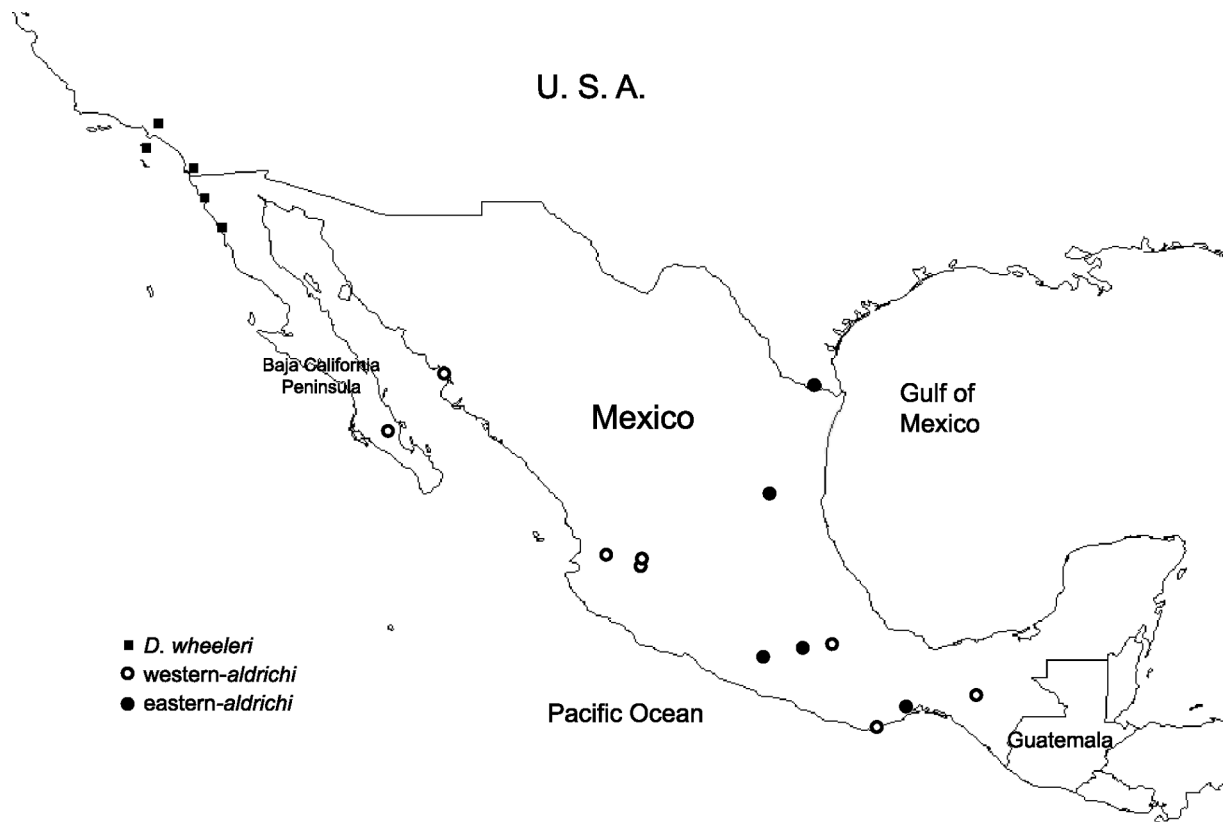 U. S. A.
Baja California
Peninsula
Mexico
Gulf of
Mexico
D. wheeleri
western-aldrichi
eastern-aldrichi
Pacific Ocean
Guatemala